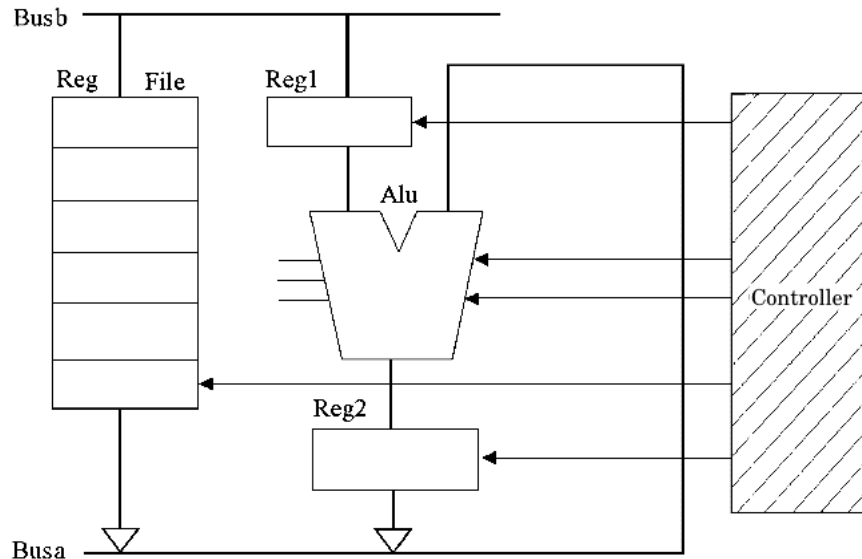 Busb
Reg File
Reg1
Alu
Controller
Reg2
Busa